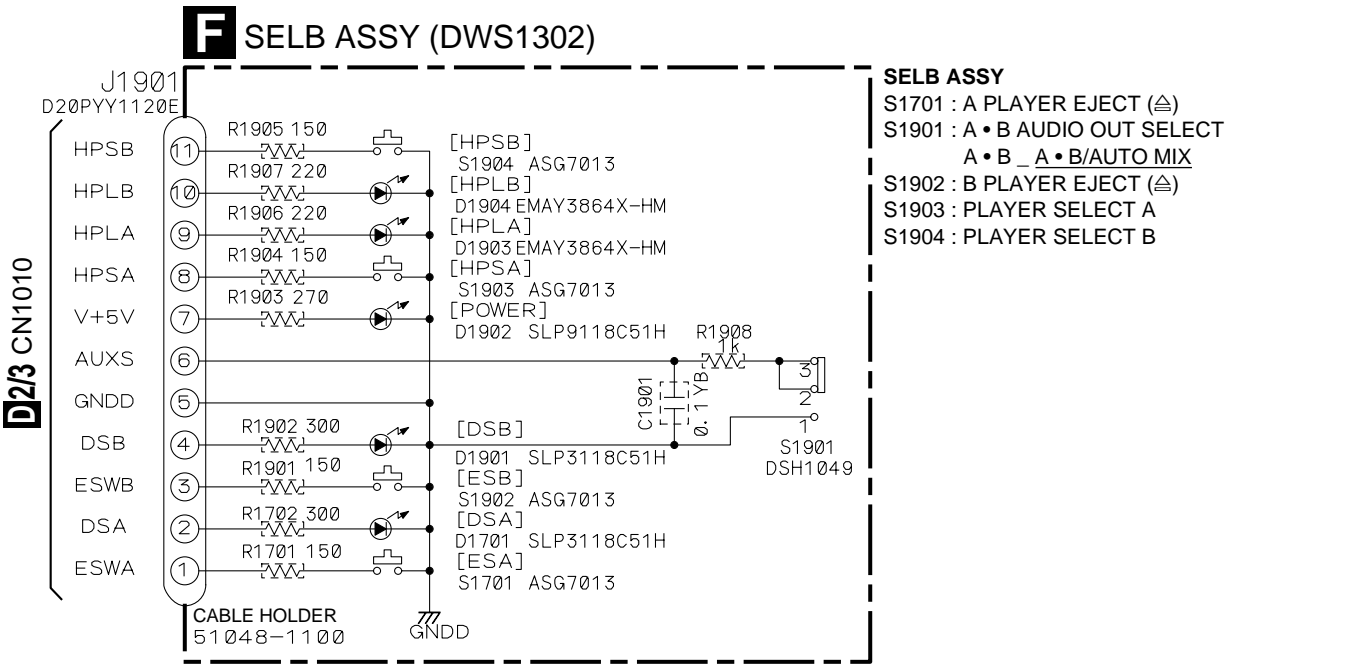 F SELB ASSY (DWS1302)
J1901
D20PYY1120E
D2/3 CN1010
HPSB 11 R1905 150 [HPSB]
S1904 ASG7013
HPLB 10 R1907 220 [HPLB]
D1904 EMAY3864X-HM
HPLA 9 R1906 220 [HPLA]
D1903 EMAY3864X-HM
HPSA 8 R1904 150 [HPSA]
S1903 ASG7013
V+5V 7 R1903 270 [POWER]
D1902 SLP9118C51H
AUXS 6
R1908
1k
C1901
0.1 YB
3
2
1
S1901
DSH1049
GNDD 5
DSB 4 R1902 300 [DSB]
D1901 SLP3118C51H
ESWB 3 R1901 150 [ESB]
S1902 ASG7013
DSA 2 R1702 300 [DSA]
D1701 SLP3118C51H
ESWA 1 R1701 150 [ESA]
S1701 ASG7013
GNDD
CABLE HOLDER
51048-1100
SELB ASSY
S1701 : A PLAYER EJECT (≙)
S1901 : A • B AUDIO OUT SELECT
A • B _ A • B/AUTO MIX
S1902 : B PLAYER EJECT (≙)
S1903 : PLAYER SELECT A
S1904 : PLAYER SELECT B